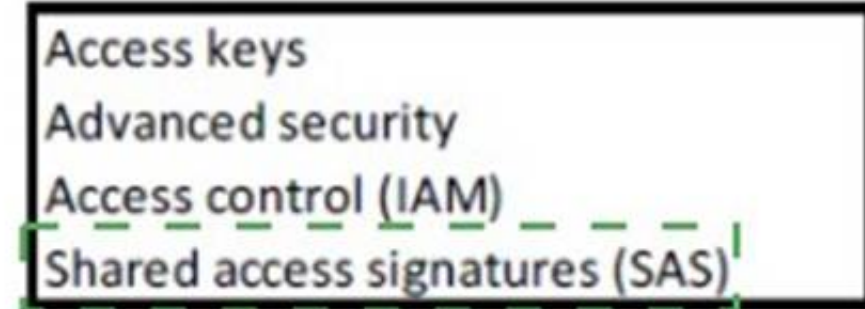 Access keys
Advanced security
Access control (IAM)
Shared access signatures (SAS)